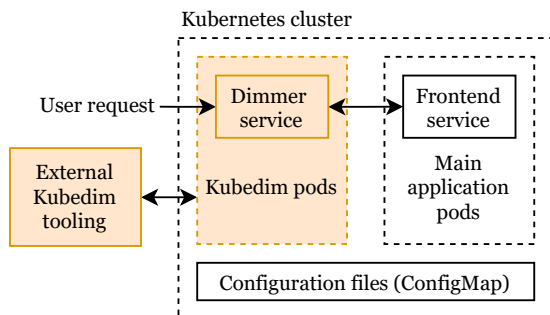 Kubernetes cluster
User request
Dimmer
service
Frontend
service
External
Kubedim
tooling
Kubedim pods
Main
application
pods
Configuration files (ConfigMap)